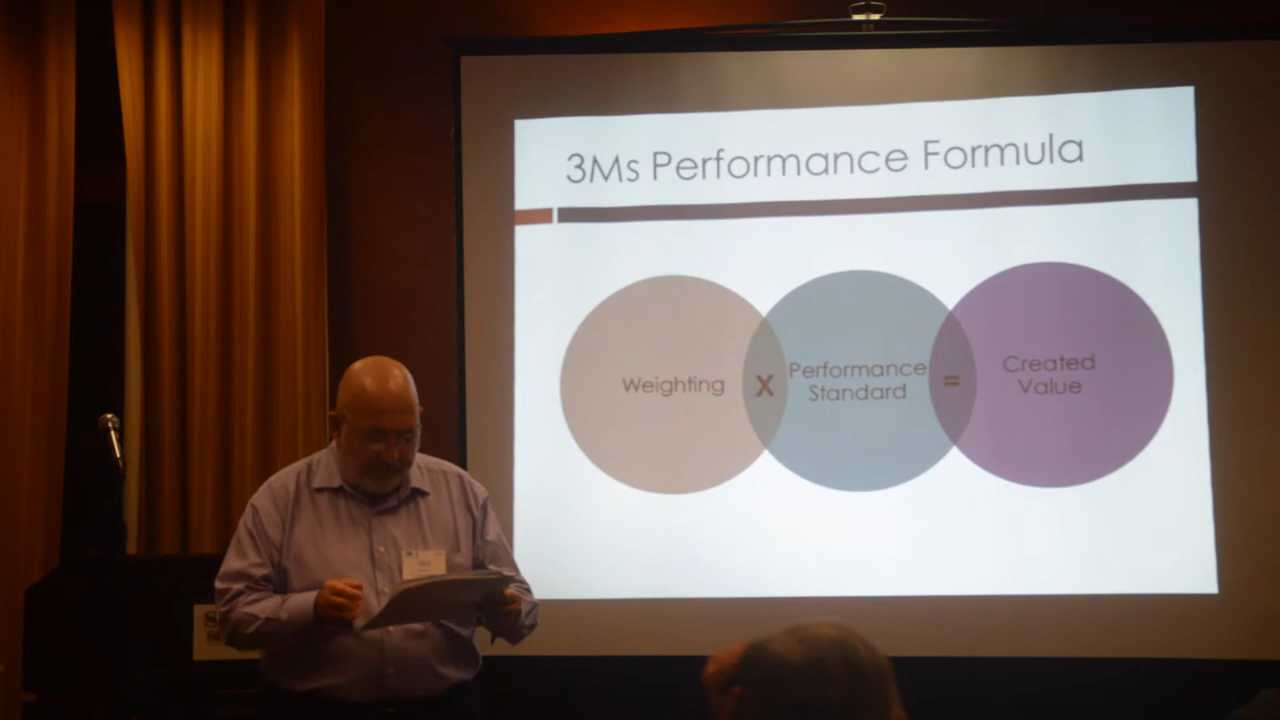 3Ms Performance Formula
Weighting
X
Performance
Standard
=
Created
Value